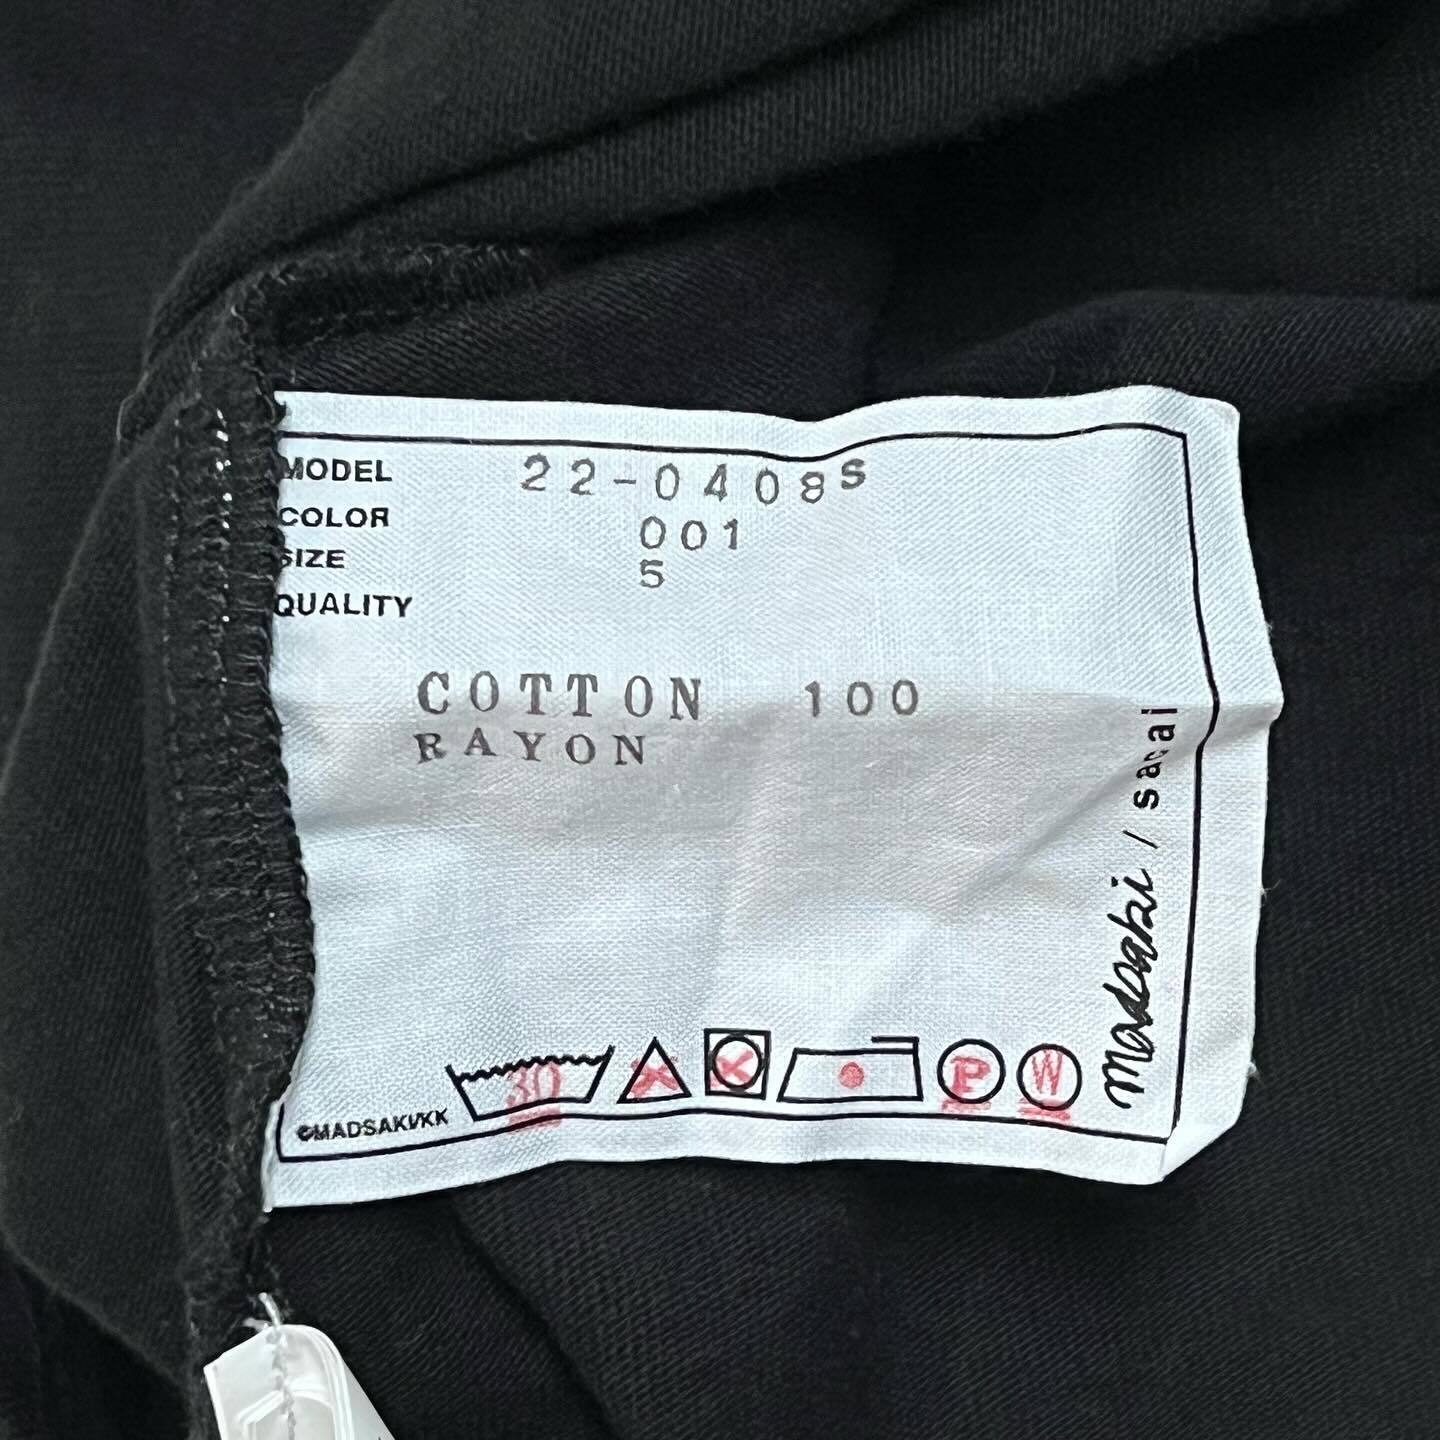 MODEL 22-0408S
COLOR 001
SIZE 5
QUALITY
COTTON 100
RAYON
madsaki / sacai
30
P
W
©MADSAKI/KK